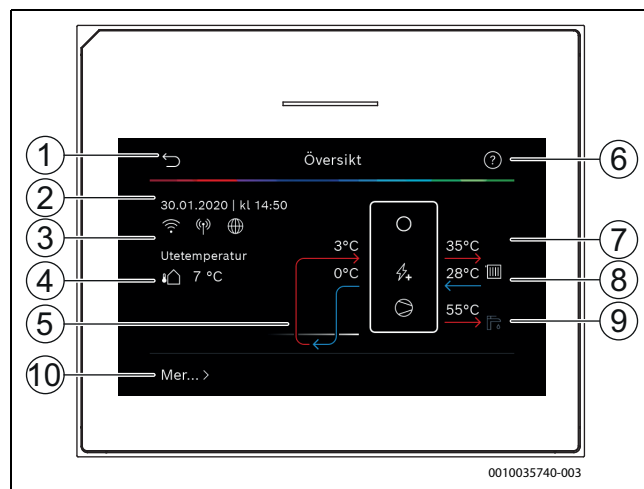 Översikt
?
30.01.2020 | kl 14:50
Utetemperatur
7 °C
3°C
0°C
35°C
28°C
55°C
Mer... >
1
2
3
4
5
6
7
8
9
10
0010035740-003